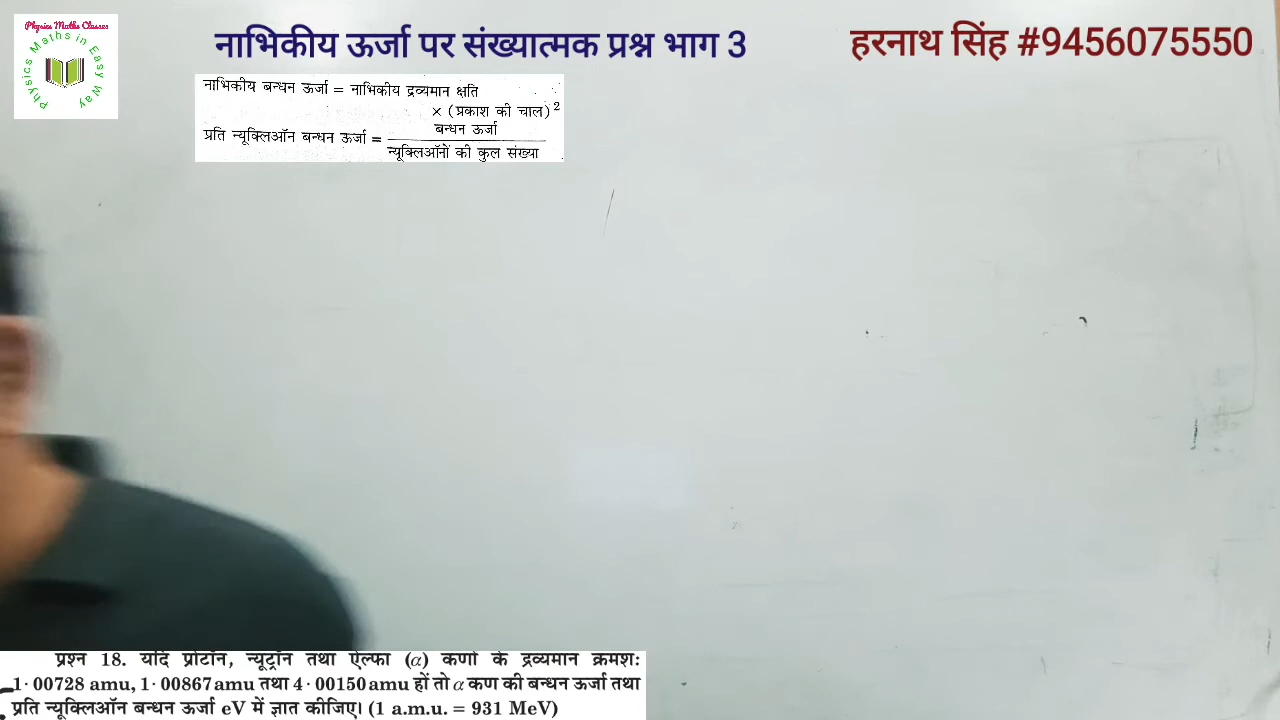 Physics Maths Classes
Physics Maths in Easy Way
नाभिकीय ऊर्जा पर संख्यात्मक प्रश्न भाग 3
हरनाथ सिंह #9456075550
नाभिकीय बन्धन ऊर्जा = नाभिकीय द्रव्यमान क्षति
× (प्रकाश की चाल)²
प्रति न्यूक्लिऑन बन्धन ऊर्जा = बन्धन ऊर्जा
न्यूक्लिऑनों की कुल संख्या
प्रश्न 18. यदि प्रोटॉन, न्यूट्रॉन तथा ऐल्फा (α) कणों के द्रव्यमान क्रमश:
1·00728 amu, 1·00867 amu तथा 4·00150 amu हों तो α कण की बन्धन ऊर्जा तथा
प्रति न्यूक्लिऑन बन्धन ऊर्जा eV में ज्ञात कीजिए। (1 a.m.u. = 931 MeV)